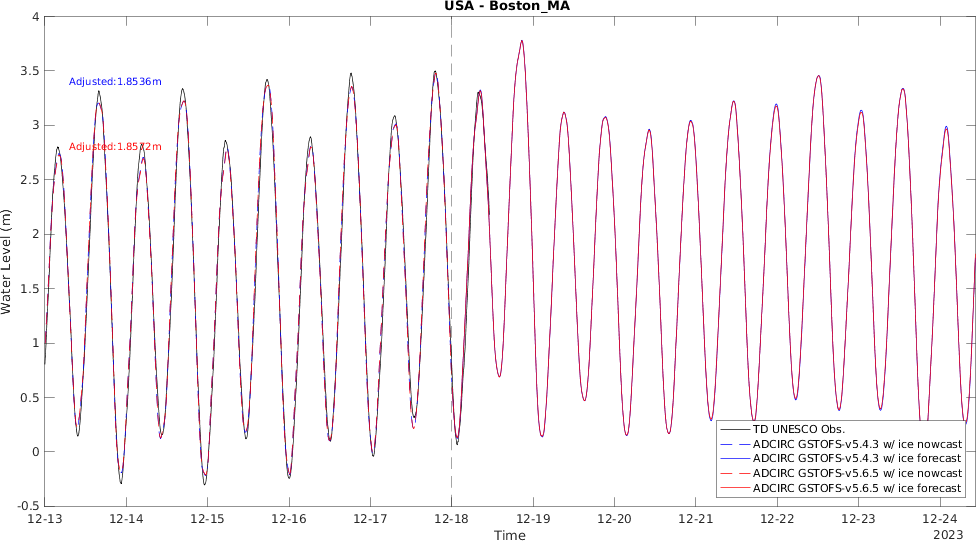 USA - Boston_MA
4
3.5
3
2.5
2
1.5
1
0.5
0
-0.5
Water Level (m)
Adjusted:1.8536m
Adjusted:1.8572m
TD UNESCO Obs.
ADCIRC GSTOFS-v5.4.3 w/ ice nowcast
ADCIRC GSTOFS-v5.4.3 w/ ice forecast
ADCIRC GSTOFS-v5.6.5 w/ ice nowcast
ADCIRC GSTOFS-v5.6.5 w/ ice forecast
12-13 12-14 12-15 12-16 12-17 12-18 12-19 12-20 12-21 12-22 12-23 12-24
Time
2023